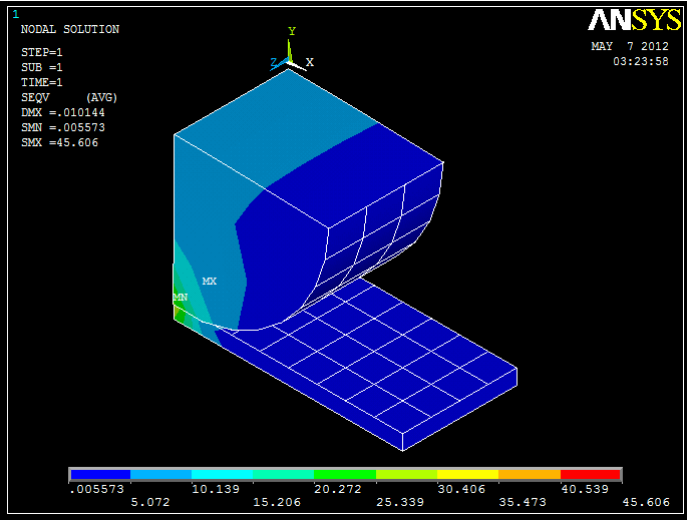 1
NODAL SOLUTION
STEP=1
SUB =1
TIME=1
SEQV (AVG)
DMX =.010144
SMN =.005573
SMX =45.606
ANSYS
MAY 7 2012
03:23:58
Y
Z X
MX
MN
.005573 10.139 20.272 30.406 40.539
5.072 15.206 25.339 35.473 45.606